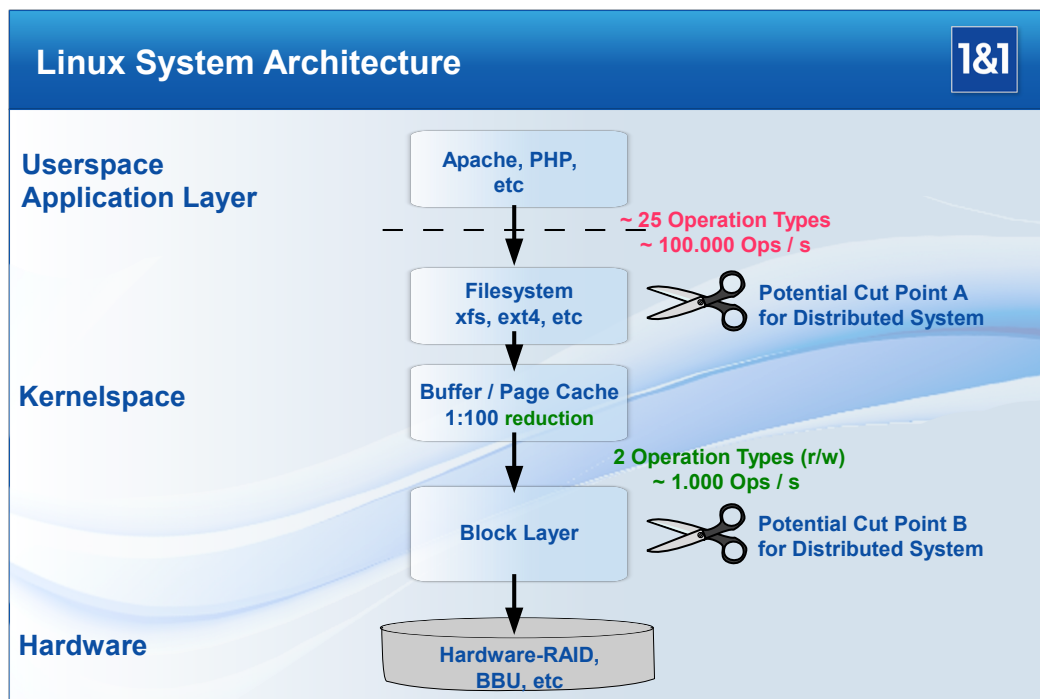 Linux System Architecture
1&1
Userspace
Application Layer
Apache, PHP,
etc
~ 25 Operation Types
~ 100.000 Ops / s
Filesystem
xfs, ext4, etc
Potential Cut Point A
for Distributed System
Kernelspace
Buffer / Page Cache
1:100 reduction
2 Operation Types (r/w)
~ 1.000 Ops / s
Block Layer
Potential Cut Point B
for Distributed System
Hardware
Hardware-RAID,
BBU, etc